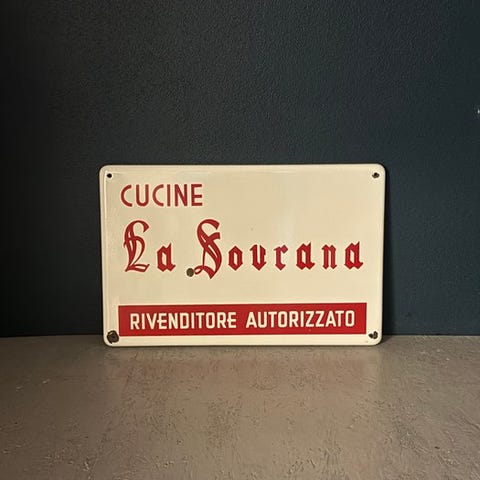 CUCINE
La Sovrana
RIVENDITORE AUTORIZZATO